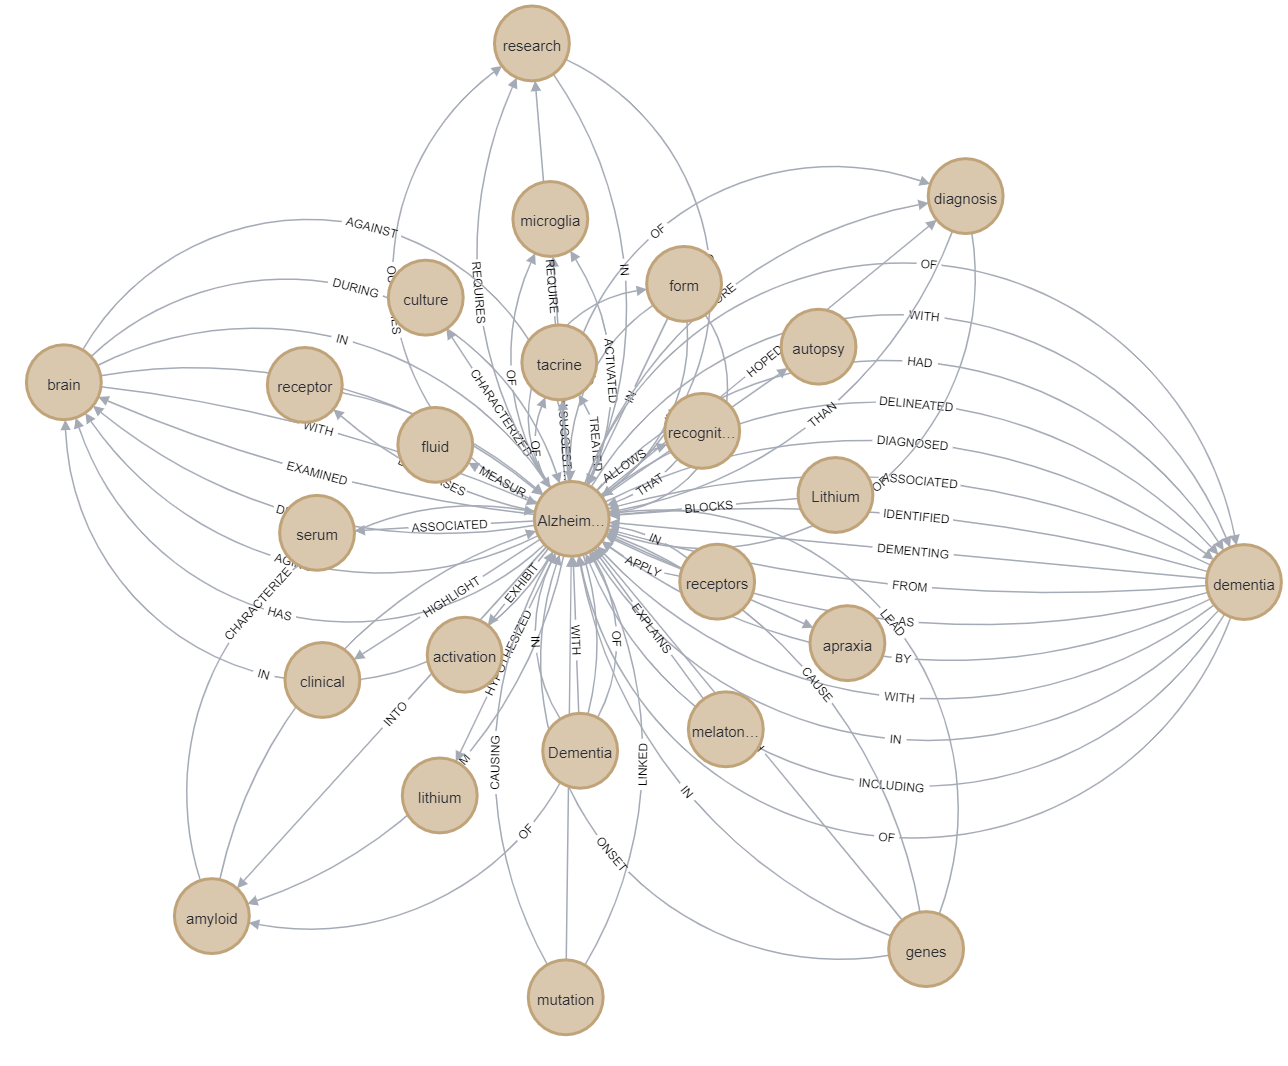 research
diagnosis
microglia
AGAINST
OF
OF
form
IN
DURING
REQUIRES
REQUIRE
culture
WITH
IN
autopsy
tacrine
HOPED
HAD
ACTIVATED
brain
receptor
OF
IN
DELINEATED
CHARACTERIZED
THAN
WITH
fluid
OF
SUGGEST
TREATED
recognit...
DIAGNOSED
EXAMINED
MEASUR
ALLOWS
THAT
OF
ASSOCIATED
Lithium
BLOCKS
IDENTIFIED
serum
ASSOCIATED
Alzheim...
IN
DEMENTING
APPLY
receptors
FROM
dementia
EXHIBIT
HIGHLIGHT
CHARACTERIZE
HAS
AS
LEAD
EXPLAINS
IN
WITH
OF
apraxia
activation
BY
IN
clinical
CAUSE
WITH
INTO
melaton...
IN
Dementia
CAUSING
LINKED
INCLUDING
lithium
IN
OF
OF
ONSET
amyloid
genes
mutation